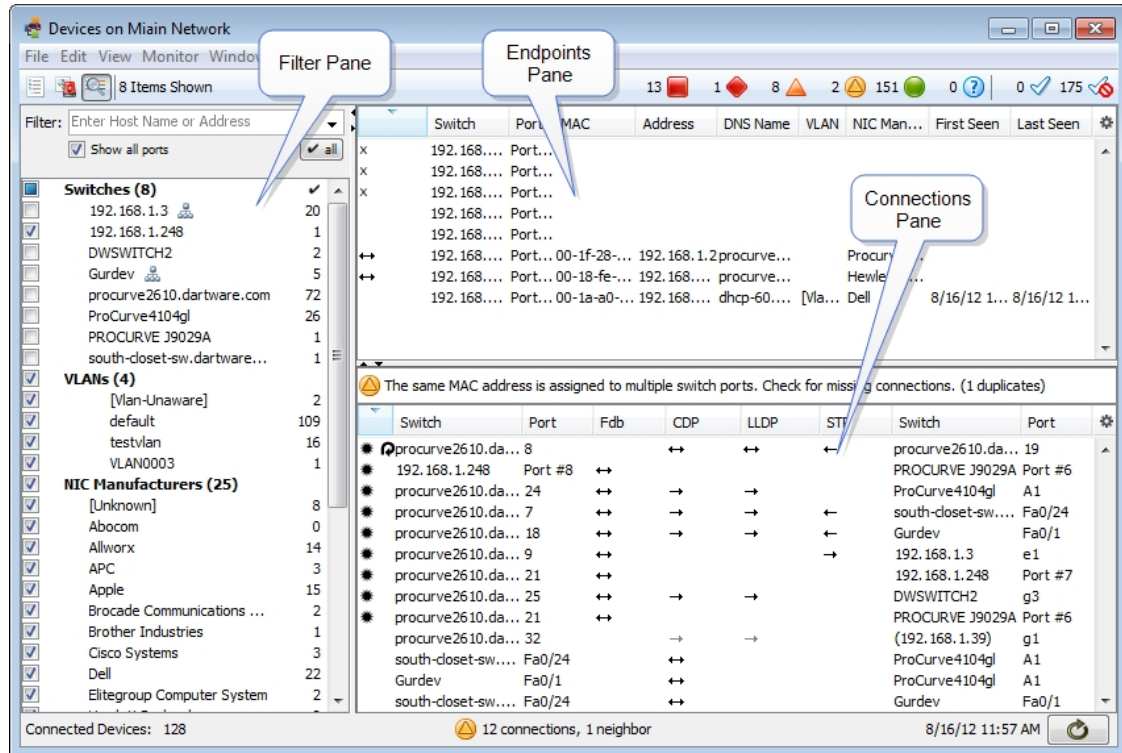 Devices on Miain Network
File Edit View Monitor Window
Filter Pane
Endpoints
Pane
Connections
Pane
8 Items Shown
13 1 8 2 151 0 ? 0 175
Filter: Enter Host Name or Address
Show all ports
✔ all
Switches (8) ✔
192.168.1.3 20
192.168.1.248 1
DWSWITCH2 2
Gurdev 5
procurve2610.dartware.com 72
ProCurve4104gl 26
PROCURVE J9029A 1
south-closet-sw.dartware... 1
VLANs (4)
[Vlan-Unaware] 2
default 109
testvlan 16
VLAN0003 1
NIC Manufacturers (25)
[Unknown] 8
Abocom 0
Allworx 14
APC 3
Apple 15
Brocade Communications ... 2
Brother Industries 1
Cisco Systems 3
Dell 22
Elitegroup Computer System 2
Switch Port MAC Address DNS Name VLAN NIC Man... First Seen Last Seen
x 192.168.... Port...
x 192.168.... Port...
x 192.168.... Port...
192.168.... Port...
192.168.... Port...
↔ 192.168.... Port... 00-1f-28-... 192.168.1.2 procurve...
↔ 192.168.... Port... 00-18-fe-... 192.168.... procurve...
192.168.... Port... 00-1a-a0-... 192.168.... dhcp-60.... [Vla... Dell 8/16/12 1... 8/16/12 1...
The same MAC address is assigned to multiple switch ports. Check for missing connections. (1 duplicates)
Switch Port Fdb CDP LLDP Switch Port
procurve2610.da... 8 ↔ ↔ ← procurve2610.da... 19
192.168.1.248 Port #8 ↔ PROCURVE J9029A Port #6
procurve2610.da... 24 ↔ → → ProCurve4104gl A1
procurve2610.da... 7 ↔ → → ← south-closet-sw.... Fa0/24
procurve2610.da... 18 ↔ → → ← Gurdev Fa0/1
procurve2610.da... 9 ↔ → 192.168.1.3 e1
procurve2610.da... 21 ↔ 192.168.1.248 Port #7
procurve2610.da... 25 ↔ → → DWSWITCH2 g3
procurve2610.da... 21 ↔ PROCURVE J9029A Port #6
procurve2610.da... 32 → → (192.168.1.39) g1
south-closet-sw.... Fa0/24 ↔ ProCurve4104gl A1
Gurdev Fa0/1 ↔ ProCurve4104gl A1
south-closet-sw.... Fa0/24 ↔ Gurdev Fa0/1
Connected Devices: 128
12 connections, 1 neighbor
8/16/12 11:57 AM